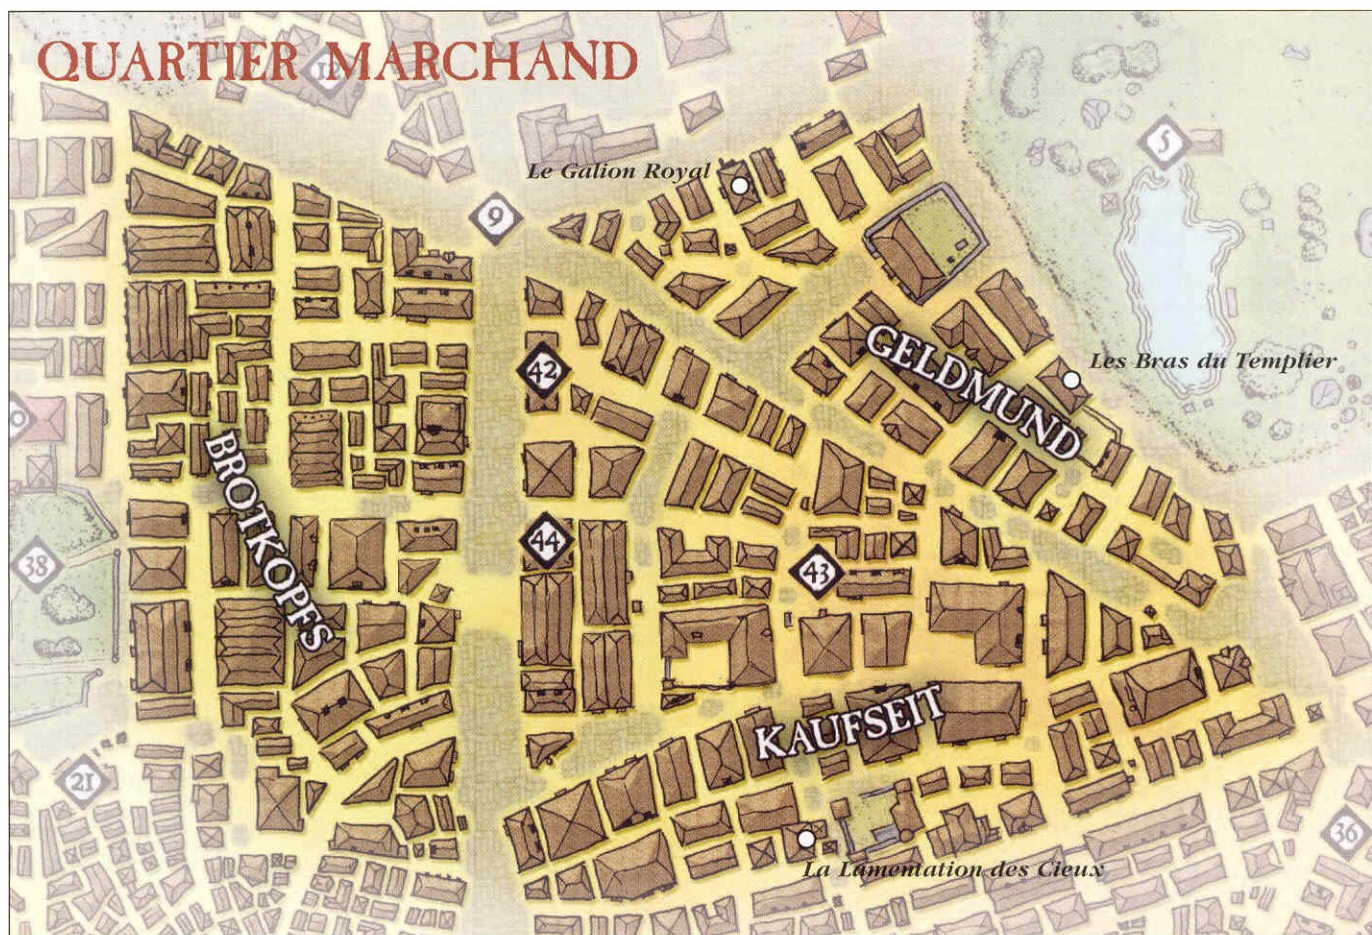 QUARTIER MARCHAND
5
Le Galion Royal
9
Les Bras du Templier
GELDMUND
42
BROTKOPFS
44
43
38
KAUFSEIT
21
36
La Lamentation des Cieux